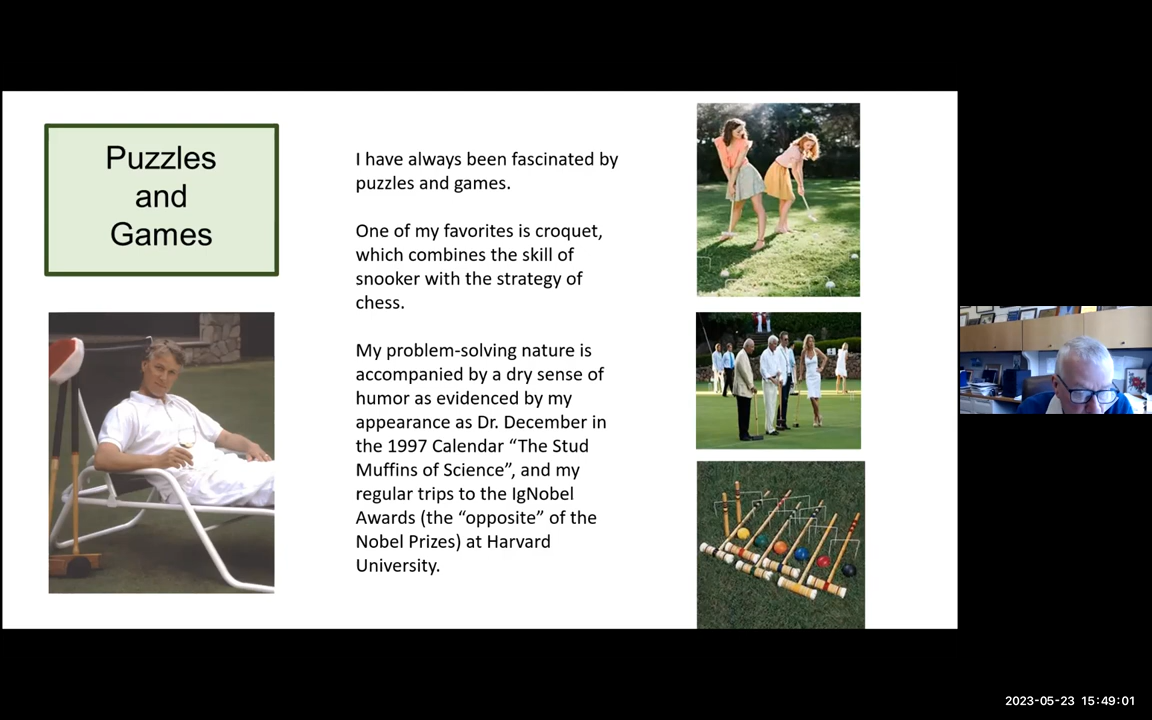 Puzzles
and
Games
I have always been fascinated by
puzzles and games.
One of my favorites is croquet,
which combines the skill of
snooker with the strategy of
chess.
My problem-solving nature is
accompanied by a dry sense of
humor as evidenced by my
appearance as Dr. December in
the 1997 Calendar “The Stud
Muffins of Science”, and my
regular trips to the IgNobel
Awards (the “opposite” of the
Nobel Prizes) at Harvard
University.
2023-05-23 15:49:01